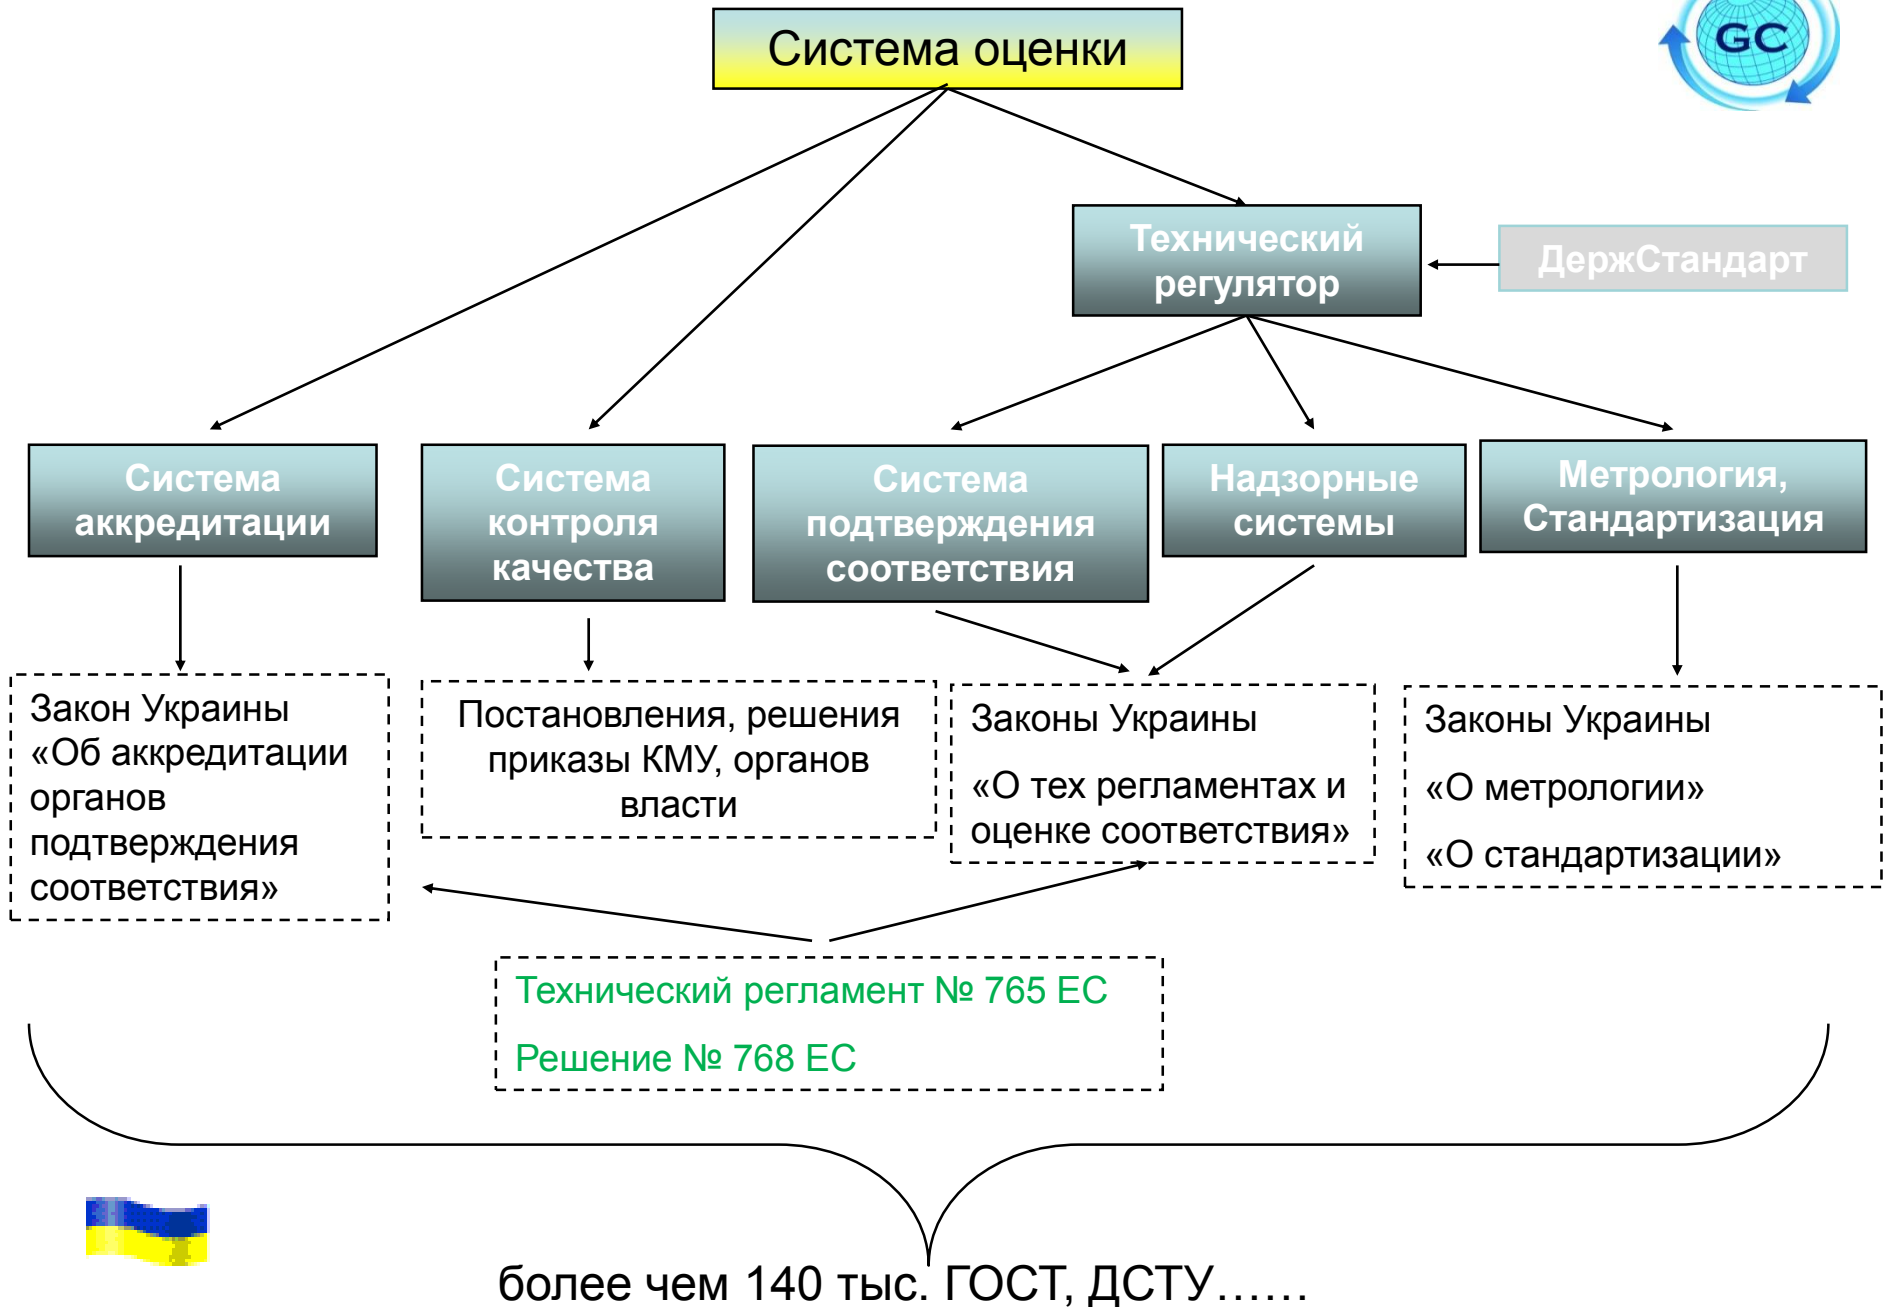 Система оценки
GC
Технический
регулятор
ДержСтандарт
Система
аккредитации
Система
контроля
качества
Система
подтверждения
соответствия
Надзорные
системы
Метрология,
Стандартизация
Закон Украины
«Об аккредитации
органов
подтверждения
соответствия»
Постановления, решения
приказы КМУ, органов
власти
Законы Украины
«О тех регламентах и
оценке соответствия»
Законы Украины
«О метрологии»
«О стандартизации»
Технический регламент № 765 ЕС
Решение № 768 ЕС
более чем 140 тыс. ГОСТ, ДСТУ……